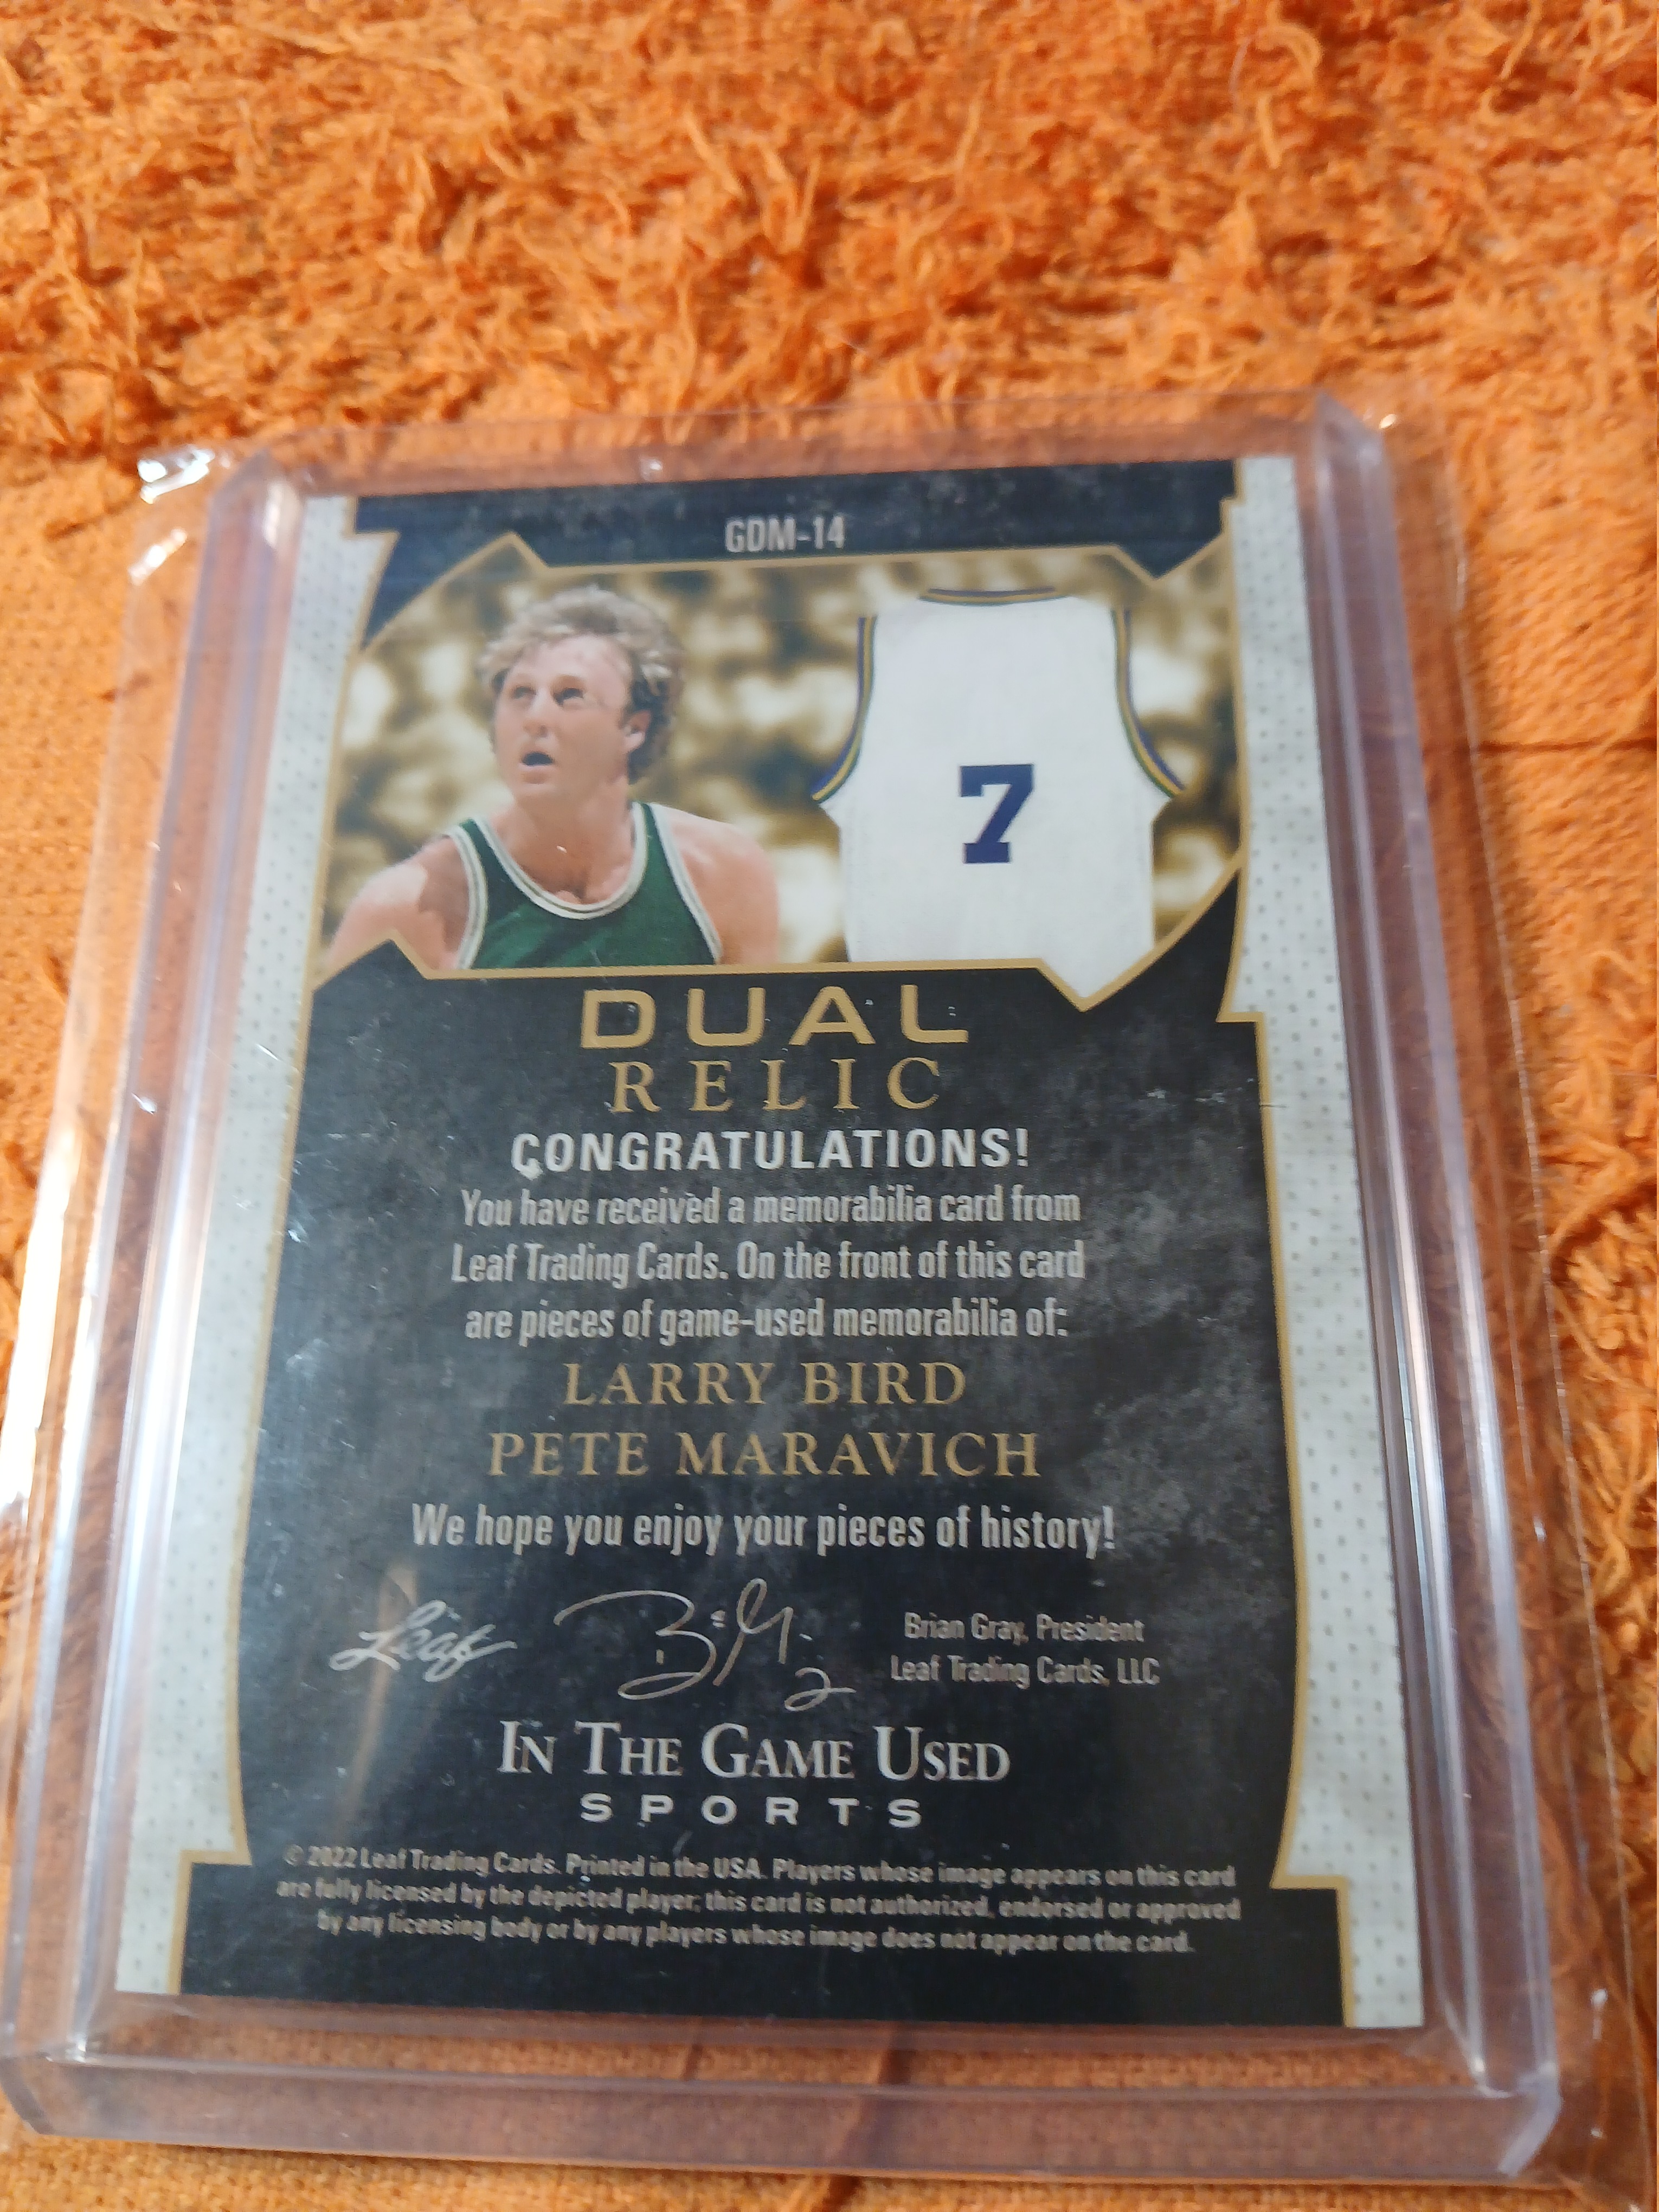 GDM-14
7
DUAL
RELIC
CONGRATULATIONS!
You have received a memorabilia card from
Leaf Trading Cards. On the front of this card
are pieces of game-used memorabilia of:
LARRY BIRD
PETE MARAVICH
We hope you enjoy your pieces of history!
Leaf
Brian Gray, President
Leaf Trading Cards, LLC
IN THE GAME USED
SPORTS
© 2022 Leaf Trading Cards. Printed in the USA. Players whose image appears on this card
are fully licensed by the depicted player; this card is not authorized, endorsed or approved
by any licensing body or by any players whose image does not appear on the card.